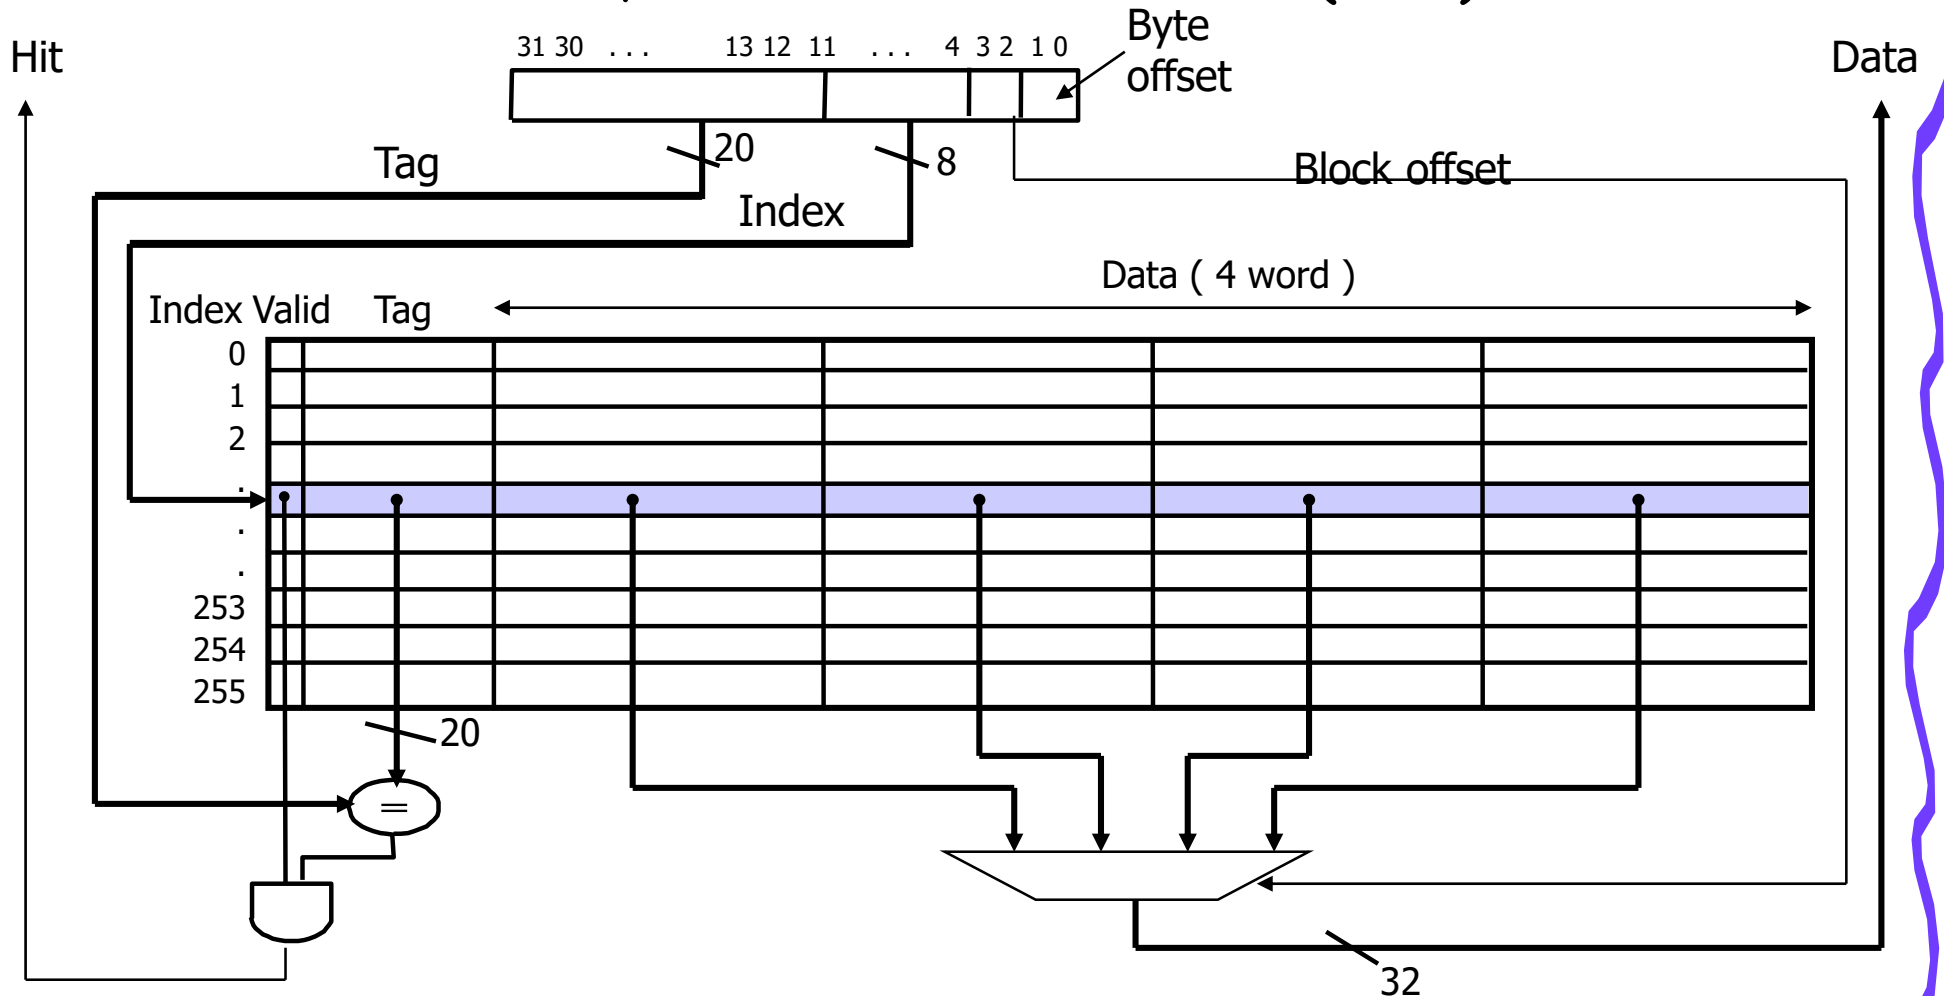 Byte
offset
Hit
31 30 . . . 13 12 11 . . . 4 3 2 1 0
Data
20
8
Tag
Block offset
Index
Data ( 4 word )
Index Valid Tag
0
1
2
.
.
.
253
254
255
20
=
32